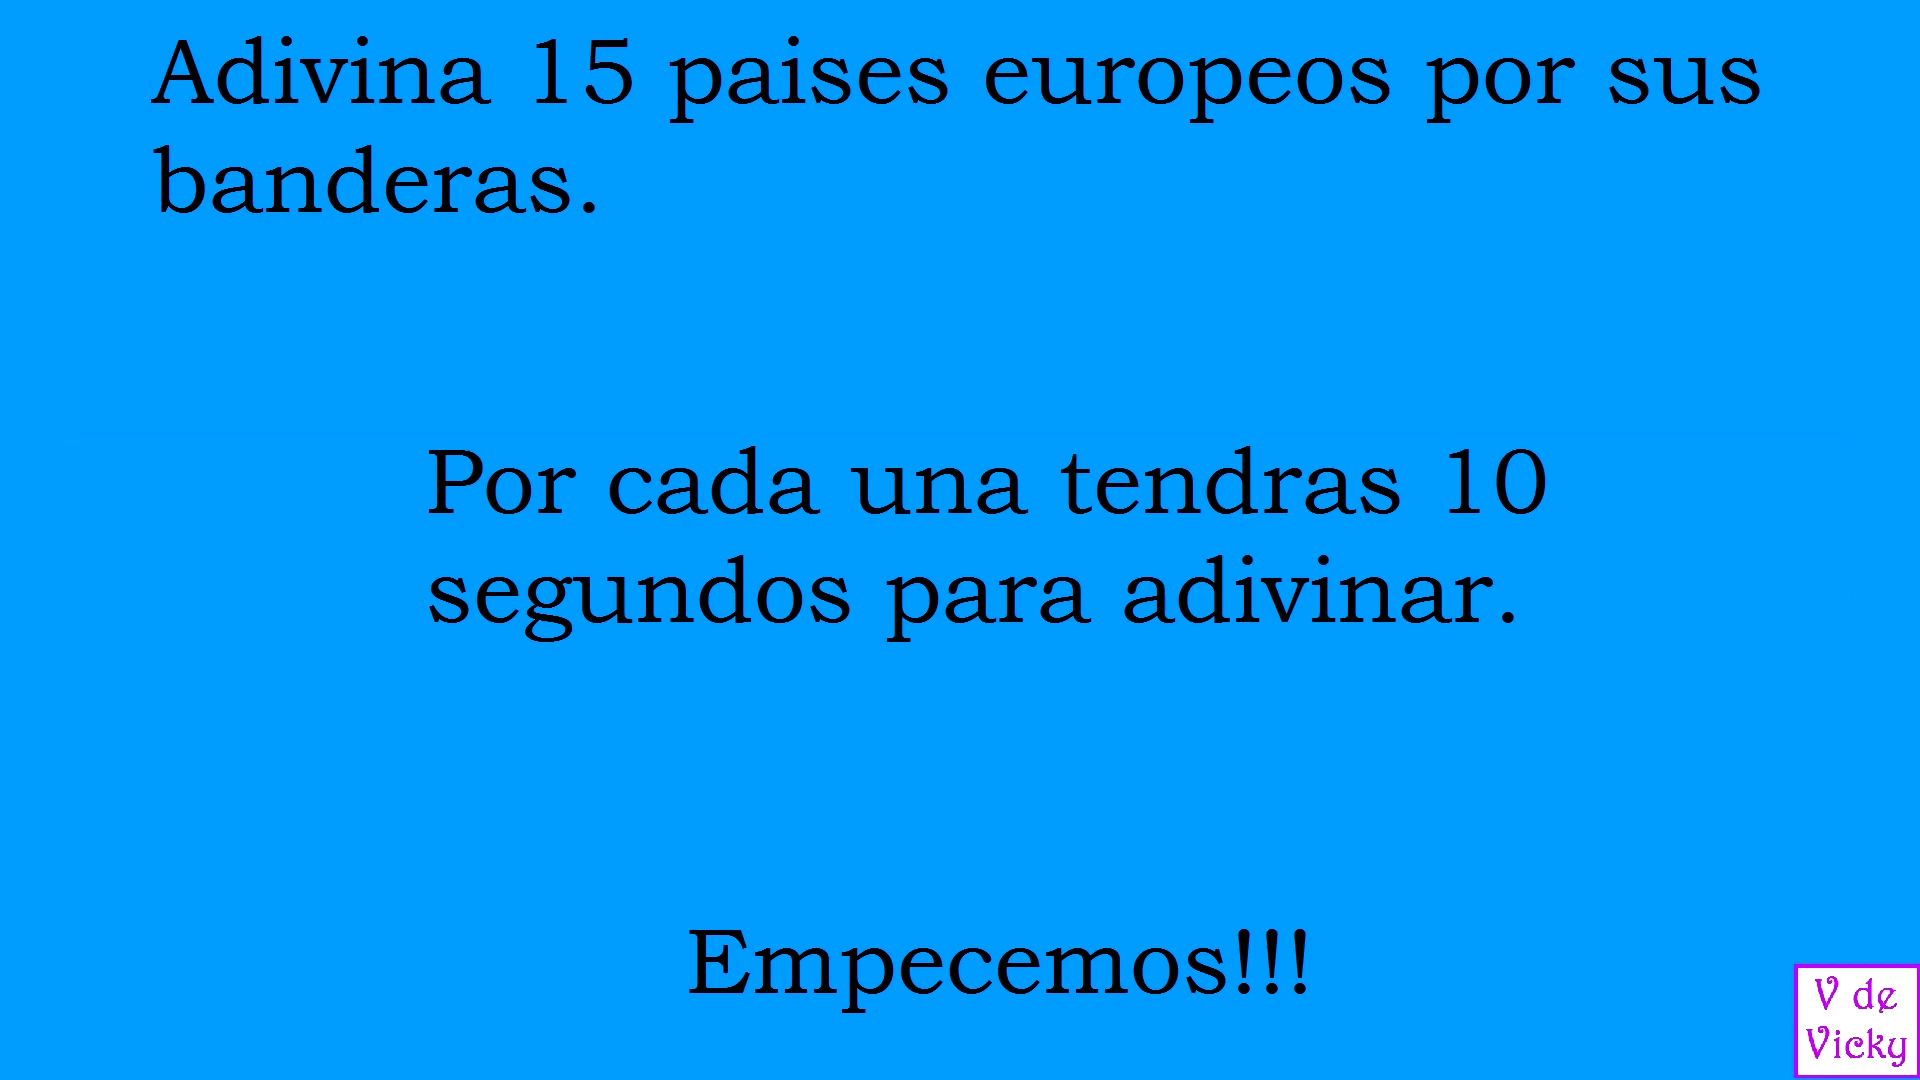 Adivina 15 paises europeos por sus
banderas.
Por cada una tendras 10
segundos para adivinar.
Empecemos!!!
V de
Vicky